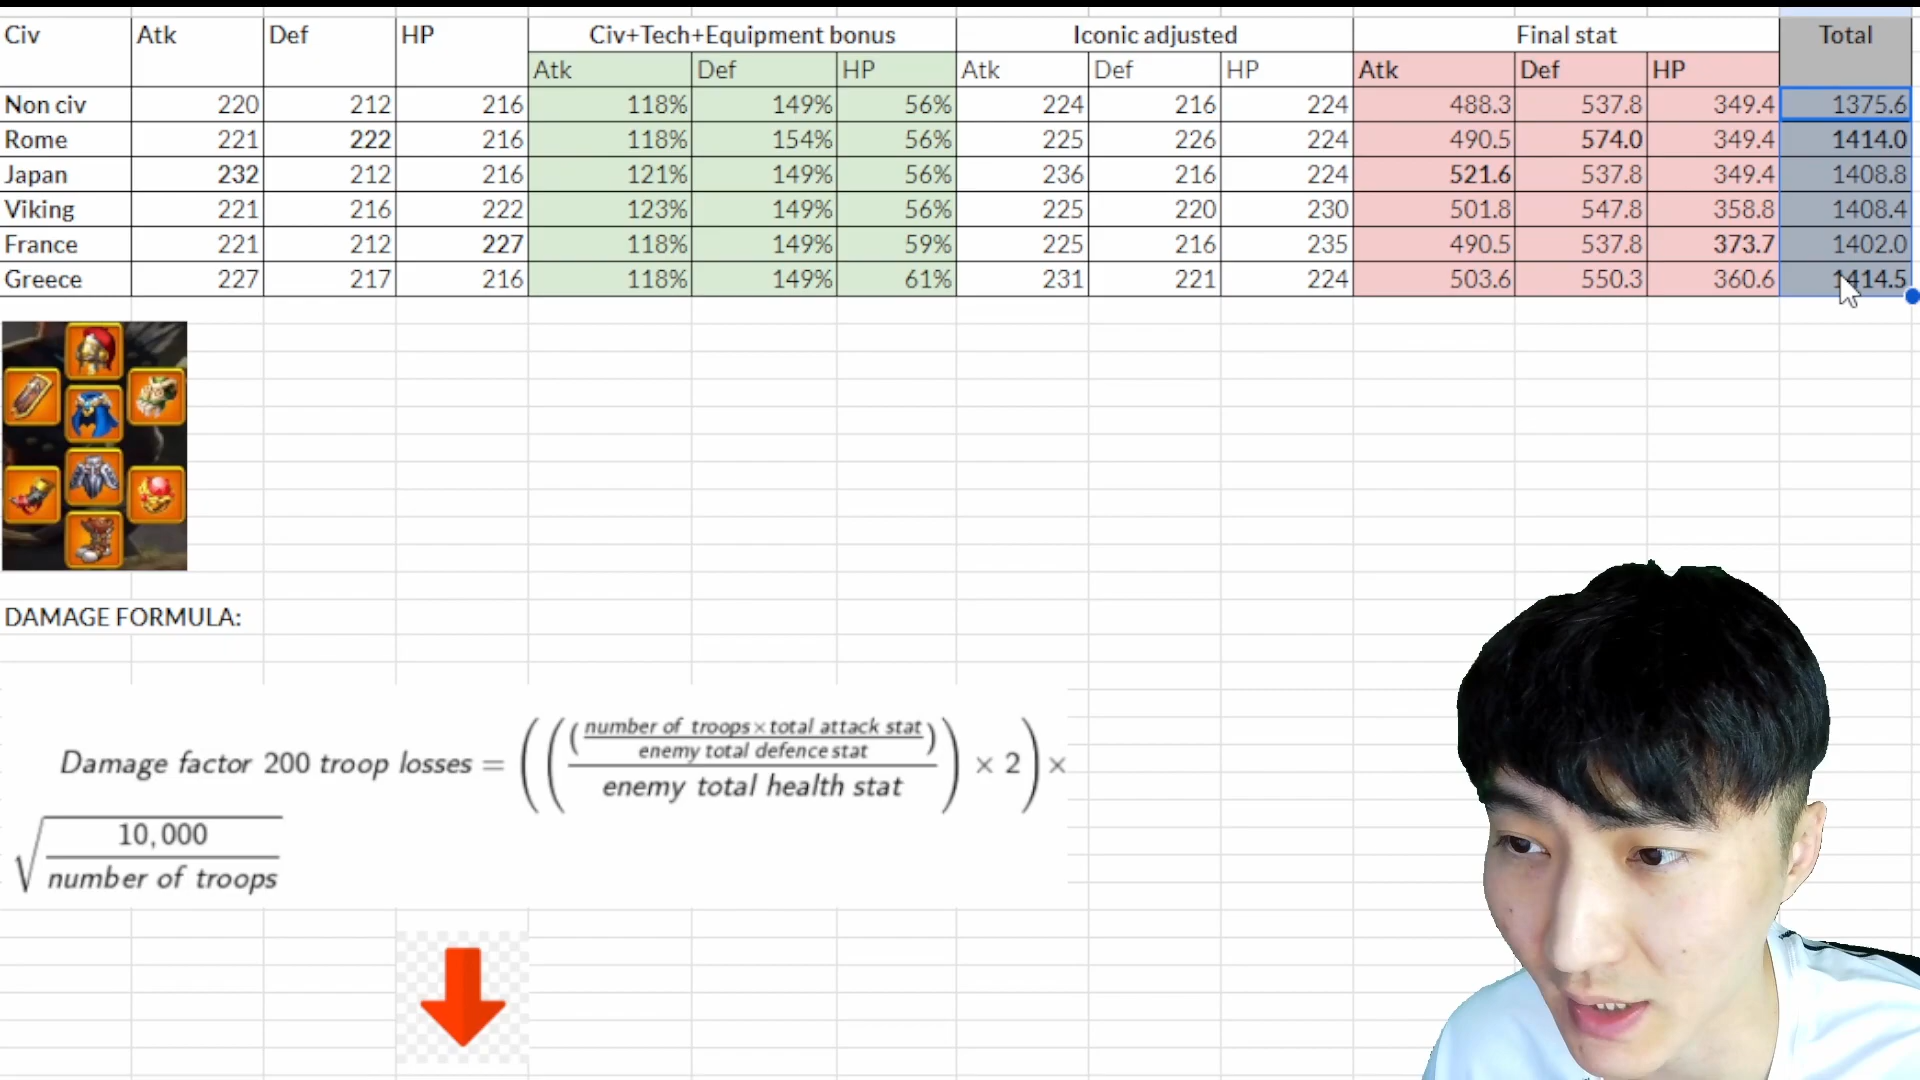 Civ Atk Def HP Civ+Tech+Equipment bonus Iconic adjusted Final stat Total
Atk Def HP Atk Def HP Atk Def HP
Non civ 220 212 216 118% 149% 56% 224 216 224 488.3 537.8 349.4 1375.6
Rome 221 222 216 118% 154% 56% 225 226 224 490.5 574.0 349.4 1414.0
Japan 232 212 216 121% 149% 56% 236 216 224 521.6 537.8 349.4 1408.8
Viking 221 216 222 123% 149% 56% 225 220 230 501.8 547.8 358.8 1408.4
France 221 212 227 118% 149% 59% 225 216 235 490.5 537.8 373.7 1402.0
Greece 227 217 216 118% 149% 61% 231 221 224 503.6 550.3 360.6 1414.5
DAMAGE FORMULA:
number of troops×total attack stat
enemy total defence stat
Damage factor 200 troop losses = ((( ) ) × 2) ×
enemy total health stat
√ 10,000
number of troops